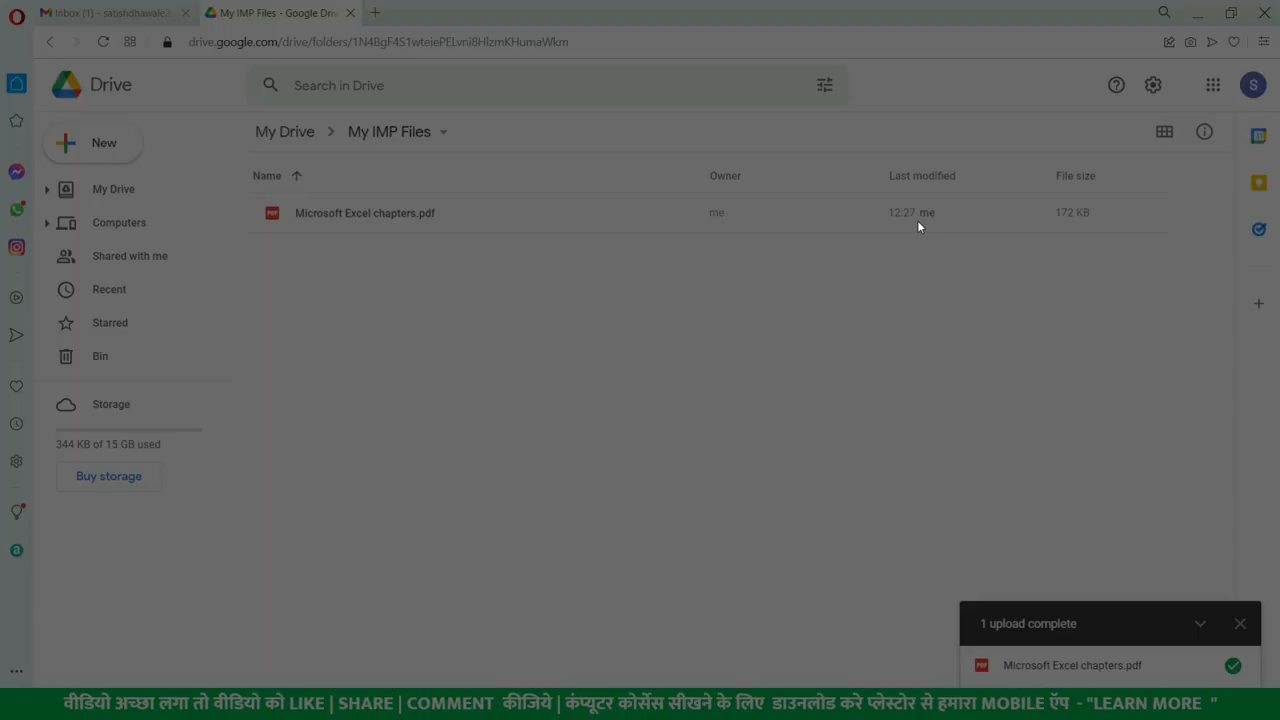 Inbox (1) - satishdhawale
My IMP Files - Google Dri
drive.google.com/drive/folders/1N4BgF4S1wteiePELvni8HlzmKHumaWkm
Drive
Search in Drive
S
New
My Drive
Computers
Shared with me
Recent
Starred
Bin
Storage
344 KB of 15 GB used
Buy storage
My Drive > My IMP Files
Name Owner Last modified File size
PDF Microsoft Excel chapters.pdf me 12:27 me 172 KB
1 upload complete
PDF Microsoft Excel chapters.pdf
वीडियो अच्छा लगा तो वीडियो को LIKE | SHARE | COMMENT कीजिये | कंप्यूटर कोर्सेस सीखने के लिए डाउनलोड करे प्लेस्टोर से हमारा MOBILE ऍप - "LEARN MORE "